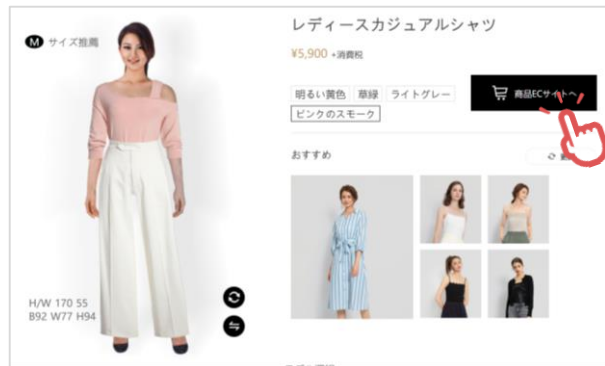 M サイズ推薦
H/W 170 55
B92 W77 H94
レディースカジュアルシャツ
¥5,900 +消費税
明るい黄色 草緑 ライトグレー
ピンクのスモーク
商品ECサイトへ
おすすめ